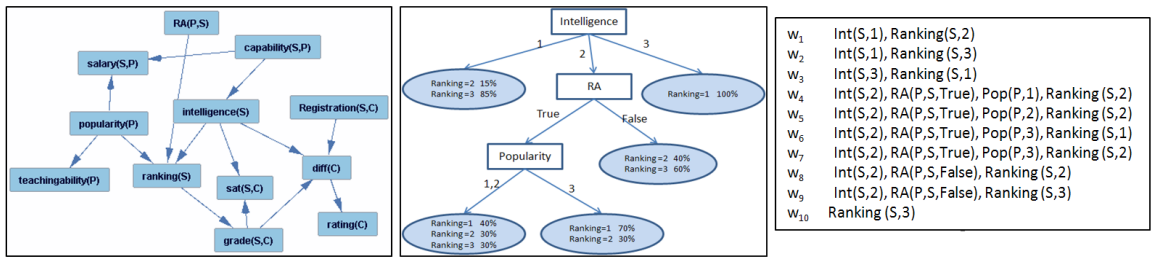 RA(P,S)
capability(S,P)
salary(S,P)
intelligence(S)
Registration(S,C)
popularity(P)
teachingability(P)
ranking(S)
diff(C)
sat(S,C)
rating(C)
grade(S,C)
Intelligence
1
2
3
Ranking=2 15%
Ranking=3 85%
RA
Ranking=1 100%
True
False
Popularity
Ranking=2 40%
Ranking=3 60%
1,2
3
Ranking=1 40%
Ranking=2 30%
Ranking=3 30%
Ranking=1 70%
Ranking=2 30%
w1 Int(S,1), Ranking(S,2)
w2 Int(S,1), Ranking(S,3)
w3 Int(S,3), Ranking(S,1)
w4 Int(S,2), RA(P,S,True), Pop(P,1), Ranking(S,2)
w5 Int(S,2), RA(P,S,True), Pop(P,2), Ranking(S,2)
w6 Int(S,2), RA(P,S,True), Pop(P,3), Ranking(S,1)
w7 Int(S,2), RA(P,S,True), Pop(P,3), Ranking(S,2)
w8 Int(S,2), RA(P,S,False), Ranking(S,2)
w9 Int(S,2), RA(P,S,False), Ranking(S,3)
w10 Ranking(S,3)